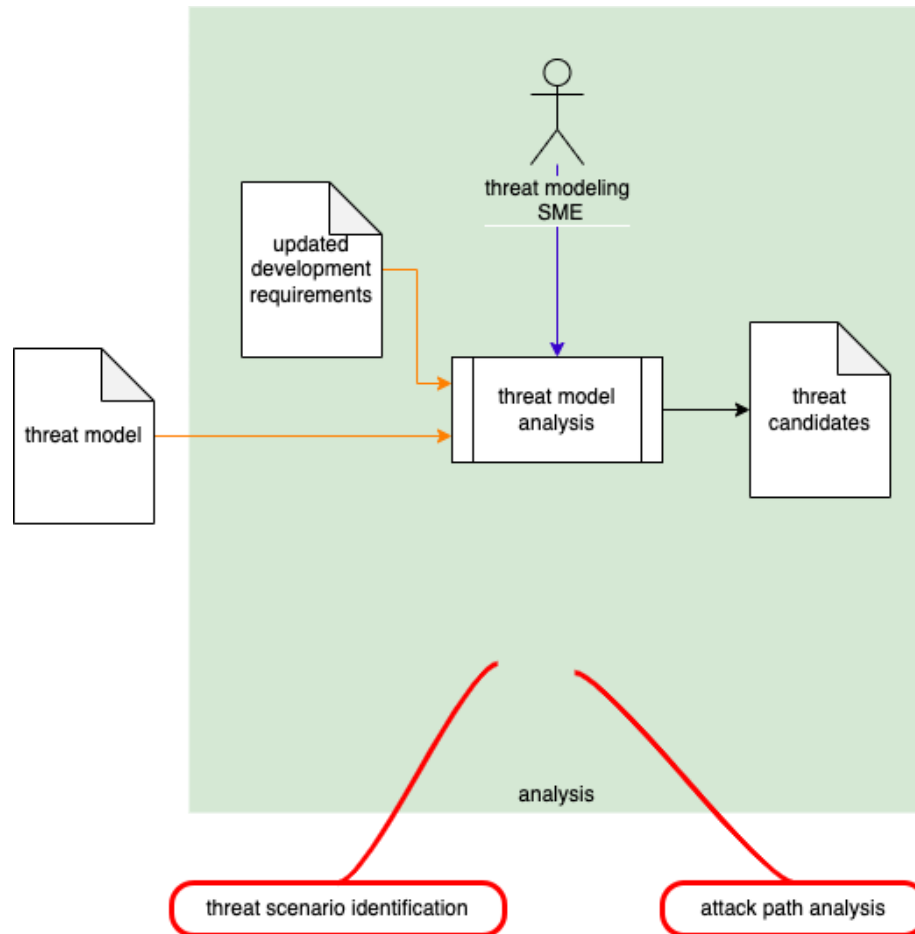 threat modeling
SME
updated
development
requirements
threat model
threat model
analysis
threat
candidates
analysis
threat scenario identification
attack path analysis